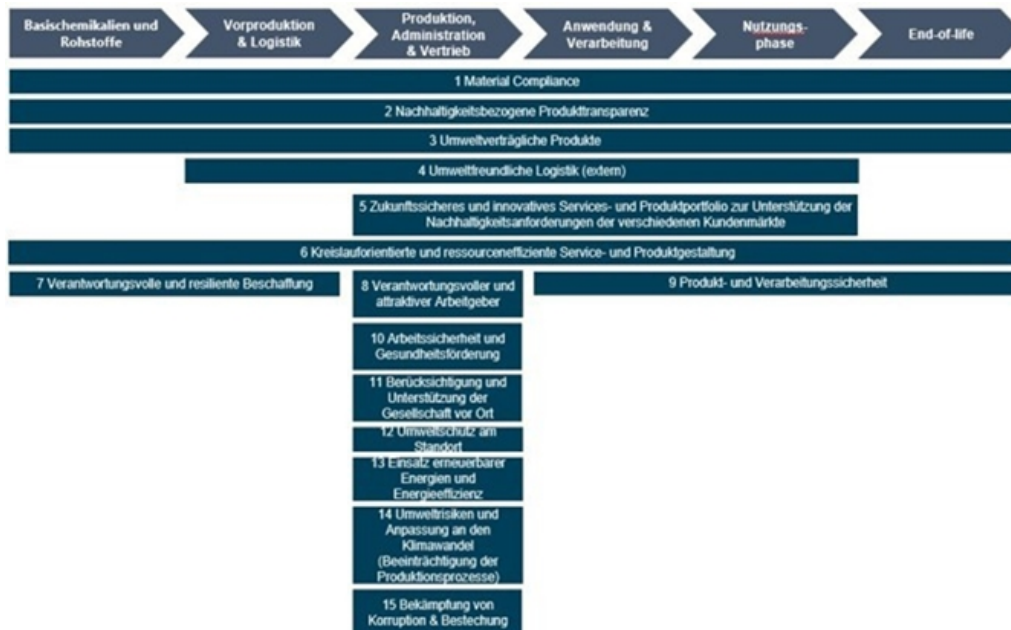 Basischemikalien und
Rohstoffe
Vorproduktion
& Logistik
Produktion,
Administration
& Vertrieb
Anwendung &
Verarbeitung
Nutzungs-
phase
End-of-life
1 Material Compliance
2 Nachhaltigkeitsbezogene Produkttransparenz
3 Umweltverträgliche Produkte
4 Umweltfreundliche Logistik (extern)
5 Zukunftssicheres und innovatives Services- und Produktportfolio zur Unterstützung der
Nachhaltigkeitsanforderungen der verschiedenen Kundenmärkte
6 Kreislauforientierte und ressourceneffiziente Service- und Produktgestaltung
7 Verantwortungsvolle und resiliente Beschaffung
8 Verantwortungsvoller und
attraktiver Arbeitgeber
9 Produkt- und Verarbeitungssicherheit
10 Arbeitssicherheit und
Gesundheitsförderung
11 Berücksichtigung und
Unterstützung der
Gesellschaft vor Ort
12 Umweltschutz am
Standort
13 Einsatz erneuerbarer
Energien und
Energieeffizienz
14 Umweltrisiken und
Anpassung an den
Klimawandel
(Beeinträchtigung der
Produktionsprozesse)
15 Bekämpfung von
Korruption & Bestechung